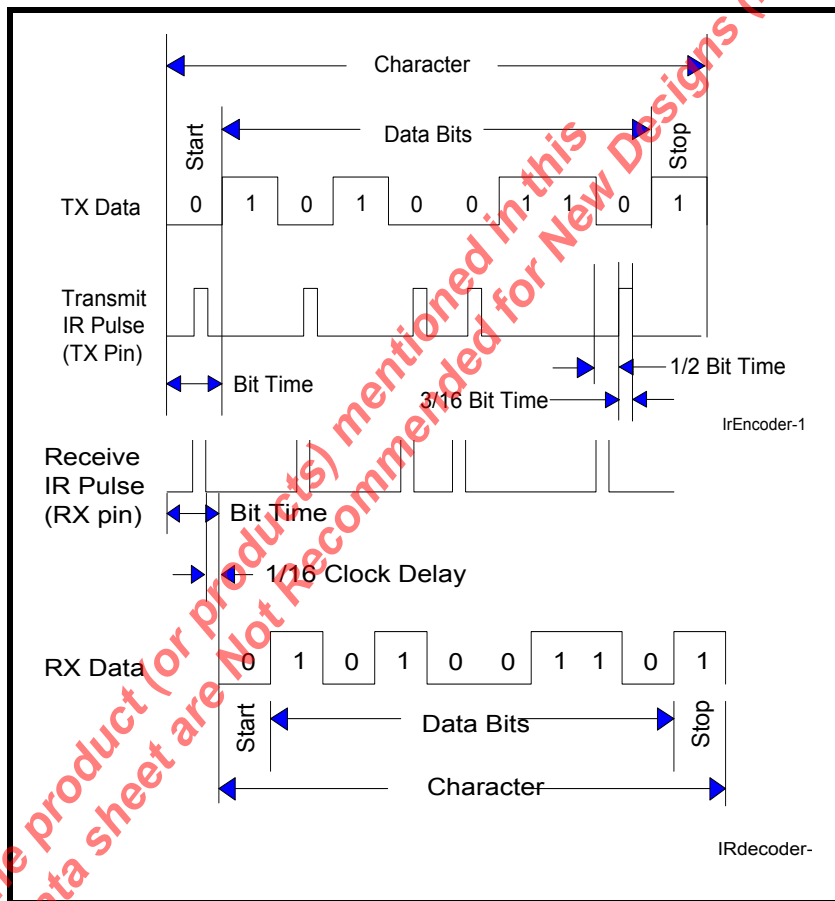 Character
Start
Data Bits
Stop
TX Data
0 1 0 1 0 0 1 1 0 1
Transmit
IR Pulse
(TX Pin)
Bit Time
1/2 Bit Time
3/16 Bit Time
IrEncoder-1
Receive
IR Pulse
(RX pin)
Bit Time
1/16 Clock Delay
RX Data
0 1 0 1 0 0 1 1 0 1
Start
Data Bits
Stop
Character
IRdecoder-
he product (or products) mentioned in this
ata sheet are Not Recommended for New Designs (